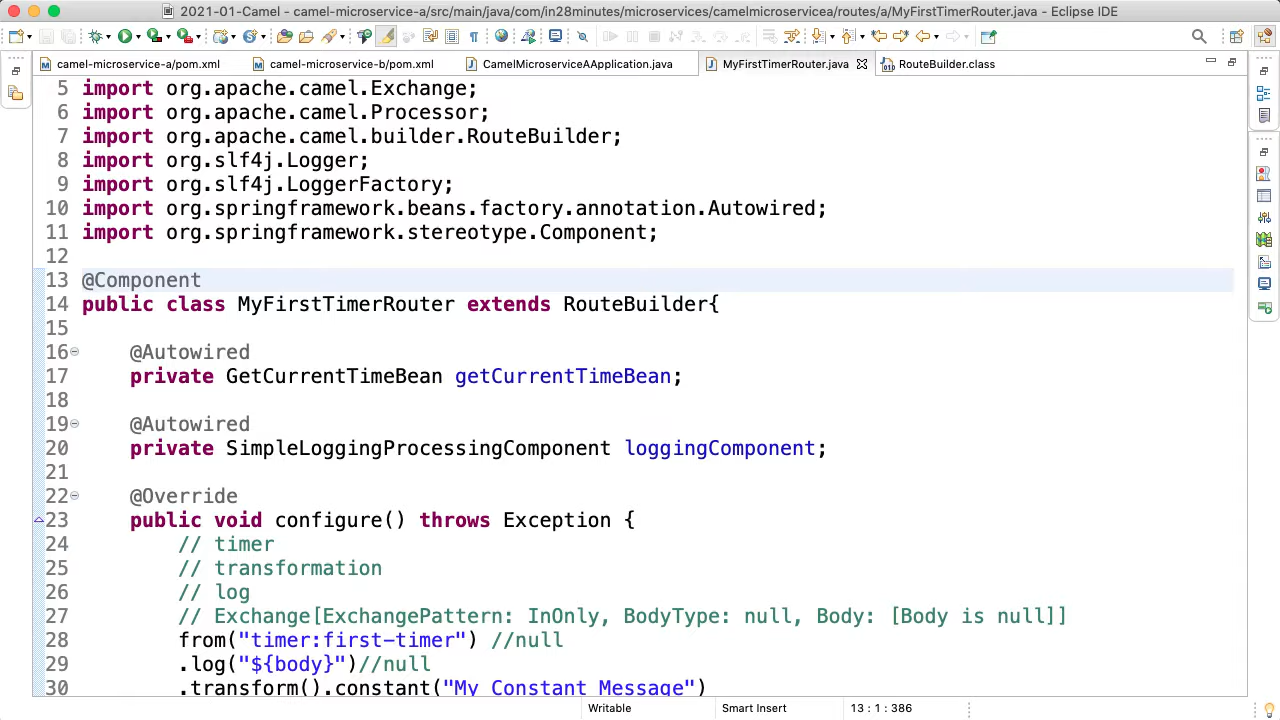 2021-01-Camel - camel-microservice-a/src/main/java/com/in28minutes/microservices/camelmicroservicea/routes/a/MyFirstTimerRouter.java - Eclipse IDE
camel-microservice-a/pom.xml camel-microservice-b/pom.xml CamelMicroserviceAApplication.java MyFirstTimerRouter.java RouteBuilder.class
5 import org.apache.camel.Exchange;
6 import org.apache.camel.Processor;
7 import org.apache.camel.builder.RouteBuilder;
8 import org.slf4j.Logger;
9 import org.slf4j.LoggerFactory;
10 import org.springframework.beans.factory.annotation.Autowired;
11 import org.springframework.stereotype.Component;
12
13 @Component
14 public class MyFirstTimerRouter extends RouteBuilder{
15
16 @Autowired
17 private GetCurrentTimeBean getCurrentTimeBean;
18
19 @Autowired
20 private SimpleLoggingProcessingComponent loggingComponent;
21
22 @Override
23 public void configure() throws Exception {
24 // timer
25 // transformation
26 // log
27 // Exchange[ExchangePattern: InOnly, BodyType: null, Body: [Body is null]]
28 from("timer:first-timer") //null
29 .log("${body}")//null
30 .transform().constant("My Constant Message")
Writable Smart Insert 13 : 1 : 386